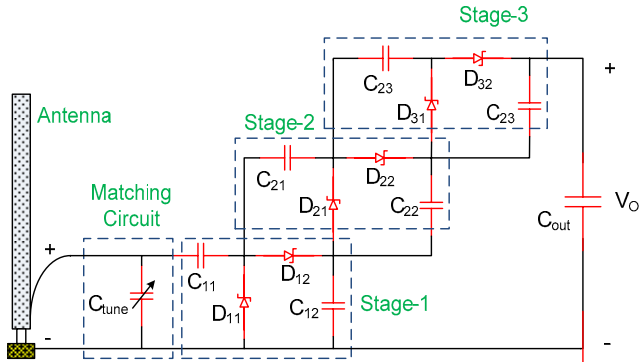 Stage-3
C23
D32
D31
C23
+
Antenna
Stage-2
C21
D22
D21
C22
Cout
VO
Matching
Circuit
+
Ctune
C11
D12
D11
C12
Stage-1
-
-